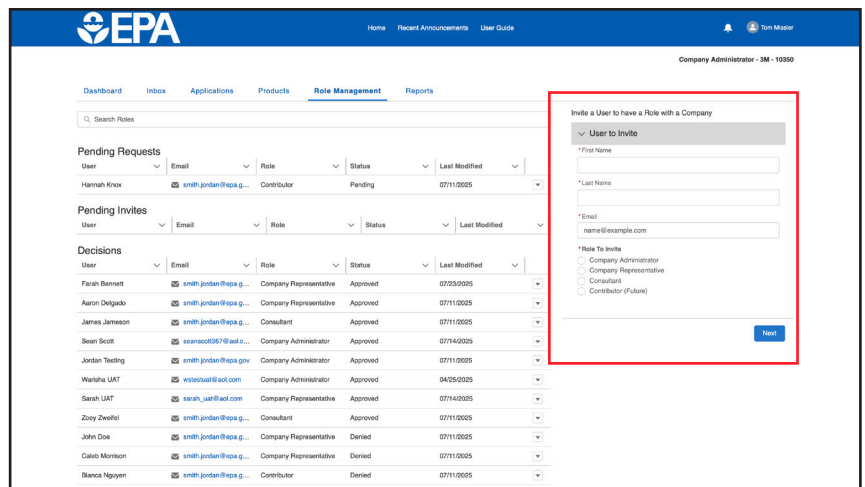 EPA
Home Recent Announcements User Guide
Tom Missler
Company Administrator - 3M - 10350
Dashboard Inbox Applications Products Role Management Reports
Search Roles
Pending Requests
User Email Role Status Last Modified
Hannah Knox smith.jordan@epa.g... Contributor Pending 07/11/2025
Pending Invites
User Email Role Status Last Modified
Decisions
User Email Role Status Last Modified
Farah Bennett smith.jordan@epa.g... Company Representative Approved 07/23/2025
Aaron Delgado smith.jordan@epa.g... Company Representative Approved 07/11/2025
James Jameson smith.jordan@epa.g... Consultant Approved 07/11/2025
Sean Scott seanscott367@aol.c... Company Administrator Approved 07/14/2025
Jordan Testing smith.jordan@epa.gov Company Administrator Approved 07/11/2025
Warisha UAT wstestuat@aol.com Company Administrator Approved 04/25/2025
Sarah UAT sarah_uat@aol.com Company Representative Approved 07/14/2025
Zoey Zweifel smith.jordan@epa.g... Consultant Approved 07/11/2025
John Doe smith.jordan@epa.g... Company Representative Denied 07/11/2025
Caleb Morrison smith.jordan@epa.g... Company Representative Denied 07/11/2025
Bianca Nguyen smith.jordan@epa.g... Contributor Denied 07/11/2025
Invite a User to have a Role with a Company
User to Invite
*First Name
*Last Name
*Email
name@example.com
*Role To Invite
Company Administrator
Company Representative
Consultant
Contributor (Future)
Next